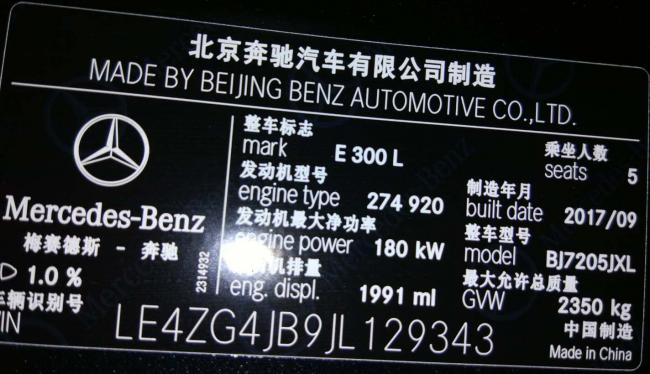 北京奔驰汽车有限公司制造
MADE BY BEIJING BENZ AUTOMOTIVE CO.,LTD.
Mercedes-Benz
梅赛德斯 - 奔驰
1.0 %
车辆识别号
VIN
2314932
整车标志
mark E 300 L
发动机型号
engine type 274 920
发动机最大净功率
engine power 180 kW
机排量
eng. displ. 1991 ml
乘坐人数
seats 5
制造年月
built date 2017/09
整车型号
model BJ7205JXL
最大允许总质量
GVW 2350 kg
中国制造
Made in China
LE4ZG4JB9JL129343